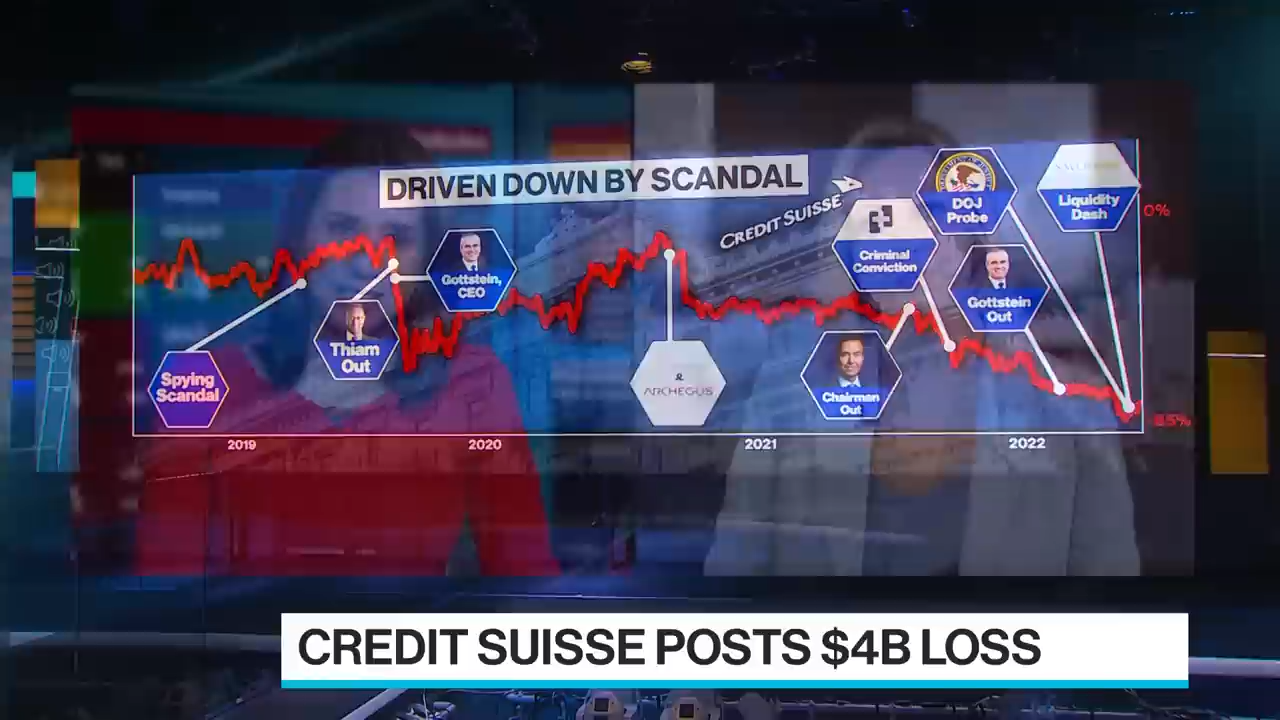 DRIVEN DOWN BY SCANDAL
CREDIT SUISSE
DOJ
Probe
Liquidity
Dash
0%
Criminal
Conviction
Gottstein,
CEO
Gottstein
Out
Thiam
Out
Spying
Scandal
ARCHEGOS
Chairman
Out
2019
2020
2021
2022
CREDIT SUISSE POSTS $4B LOSS